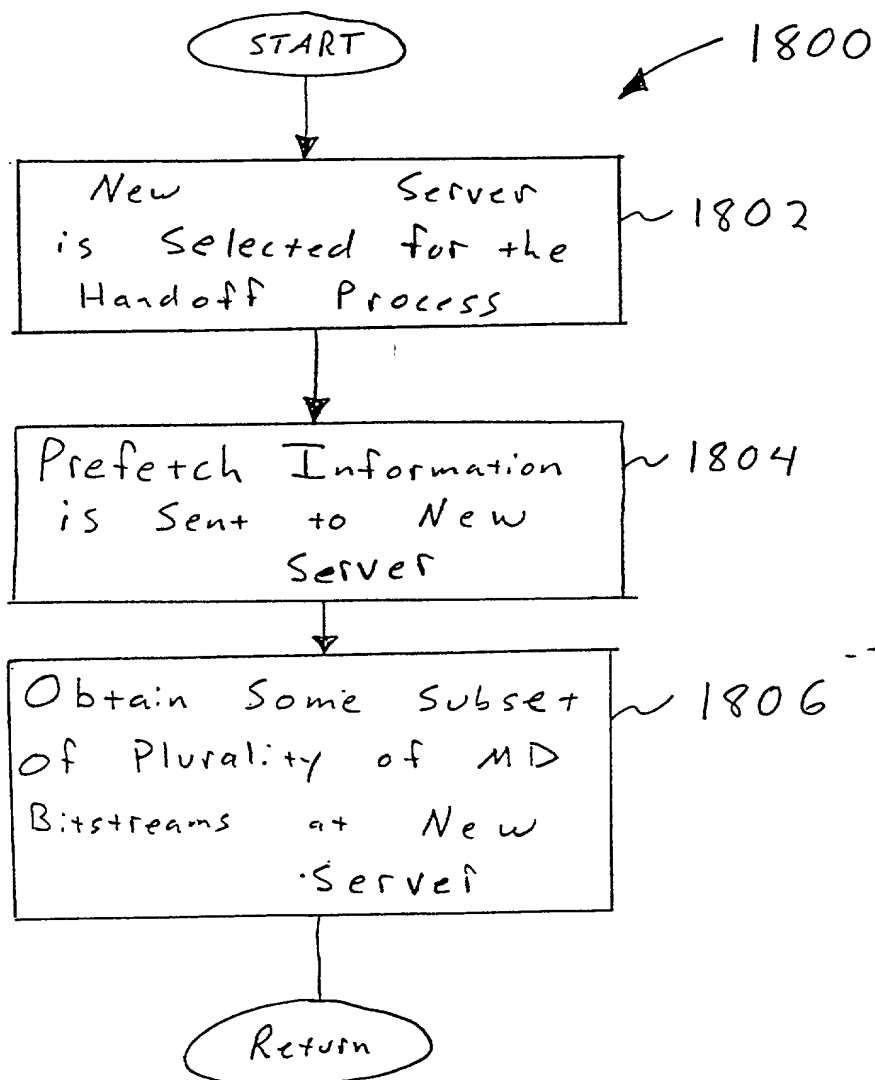 START
1800
New Server
is Selected for the
Handoff Process
1802
Prefetch Information
is Sent to New
Server
1804
Obtain Some Subset
Of Plurality of MD
Bitstreams at New
Server
1806
Return